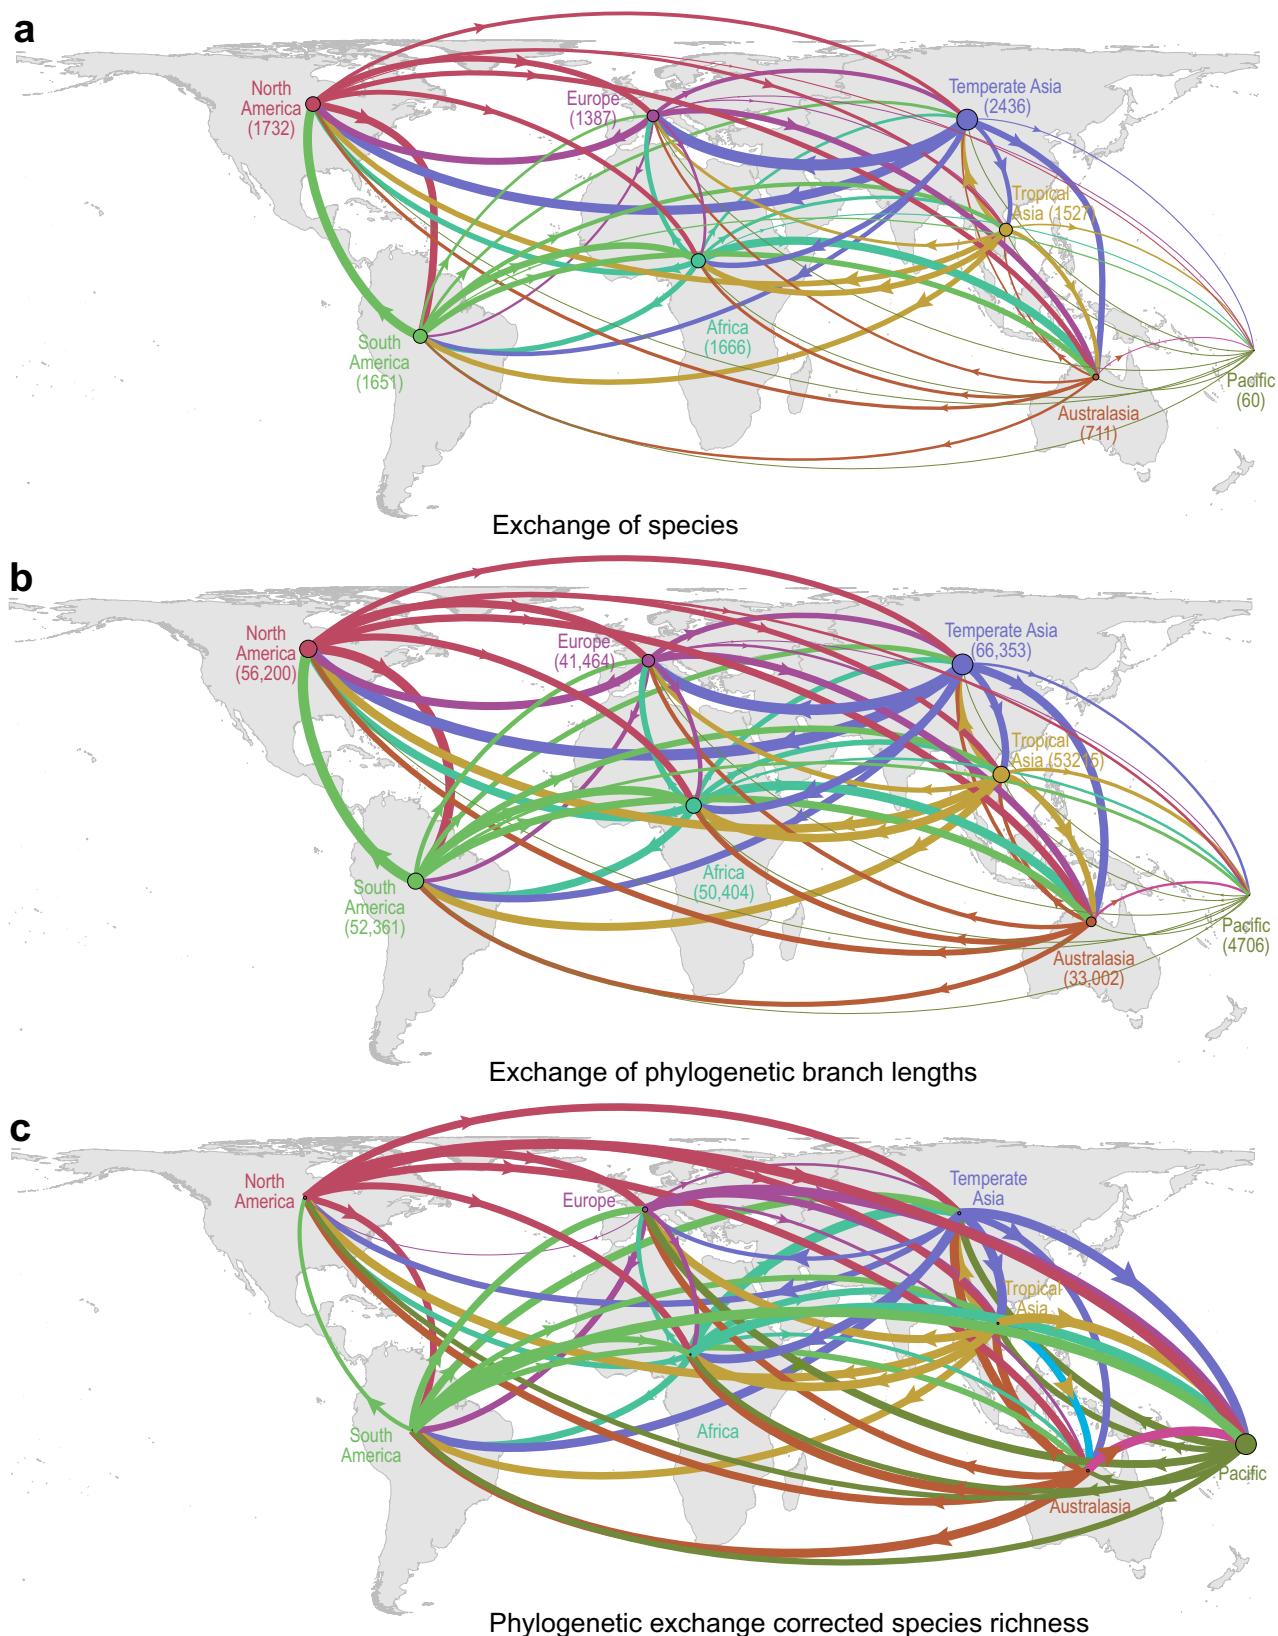 a
North
America
(1732)
Europe
(1387)
Temperate Asia
(2436)
Tropical
Asia (1527)
Africa
(1666)
South
America
(1651)
Pacific
(60)
Australasia
(711)
Exchange of species
b
North
America
(56,200)
Europe
(41,464)
Temperate Asia
(66,353)
Tropical
Asia (53215)
Africa
(50,404)
South
America
(52,361)
Pacific
(4706)
Australasia
(33,002)
Exchange of phylogenetic branch lengths
c
North
America
Europe
Temperate
Asia
Tropical
Asia
Africa
South
America
Pacific
Australasia
Phylogenetic exchange corrected species richness